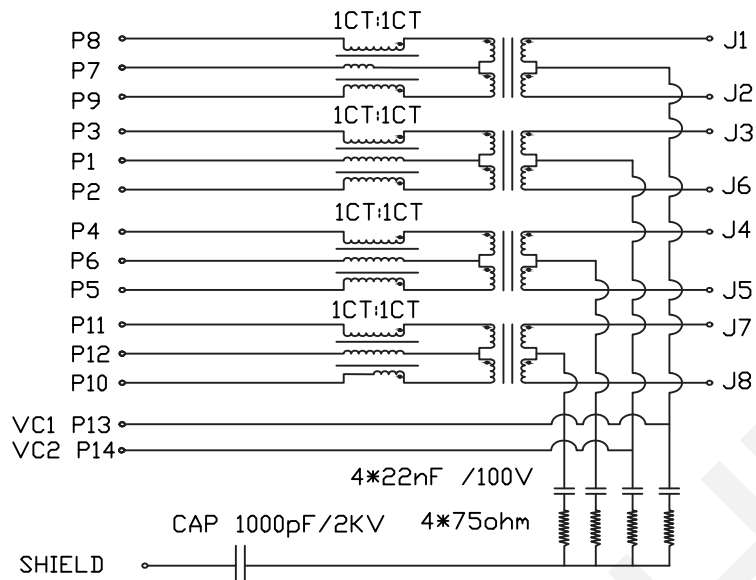 1CT:1CT
P8 J1
P7
P9 J2
1CT:1CT
P3 J3
P1
P2 J6
1CT:1CT
P4 J4
P6
P5 J5
1CT:1CT
P11 J7
P12
P10 J8
VC1 P13
VC2 P14
4*22nF /100V
CAP 1000pF/2KV 4*75ohm
SHIELD